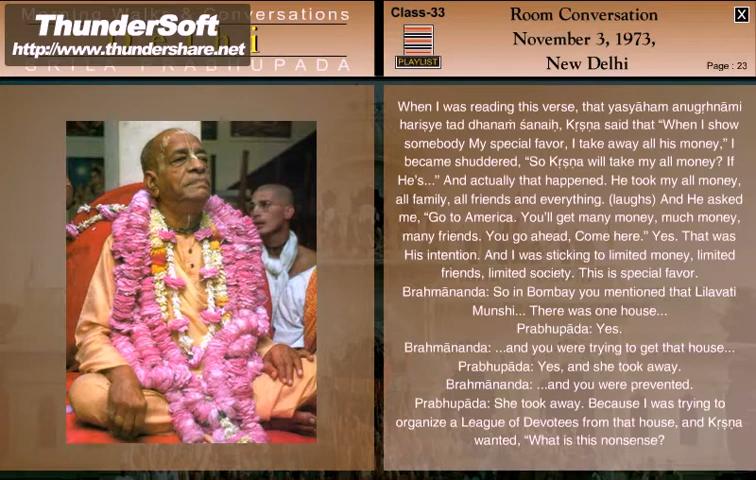 Morning Walks & Conversations
ThunderSoft
http://www.thundershare.net
SRILA PRABHUPADA
Class-33
PLAYLIST
Room Conversation
November 3, 1973,
New Delhi
X
Page : 23
When I was reading this verse, that yasyāham anugṛhnāmi
hariṣye tad dhanaṁ śanaiḥ, Kṛṣṇa said that “When I show
somebody My special favor, I take away all his money,” I
became shuddered, “So Kṛṣṇa will take my all money? If
He’s...” And actually that happened. He took my all money,
all family, all friends and everything. (laughs) And He asked
me, “Go to America. You’ll get many money, much money,
many friends. You go ahead, Come here.” Yes. That was
His intention. And I was sticking to limited money, limited
friends, limited society. This is special favor.
Brahmānanda: So in Bombay you mentioned that Lilavati
Munshi... There was one house...
Prabhupāda: Yes.
Brahmānanda: ...and you were trying to get that house...
Prabhupāda: Yes, and she took away.
Brahmānanda: ...and you were prevented.
Prabhupāda: She took away. Because I was trying to
organize a League of Devotees from that house, and Kṛṣṇa
wanted, “What is this nonsense?